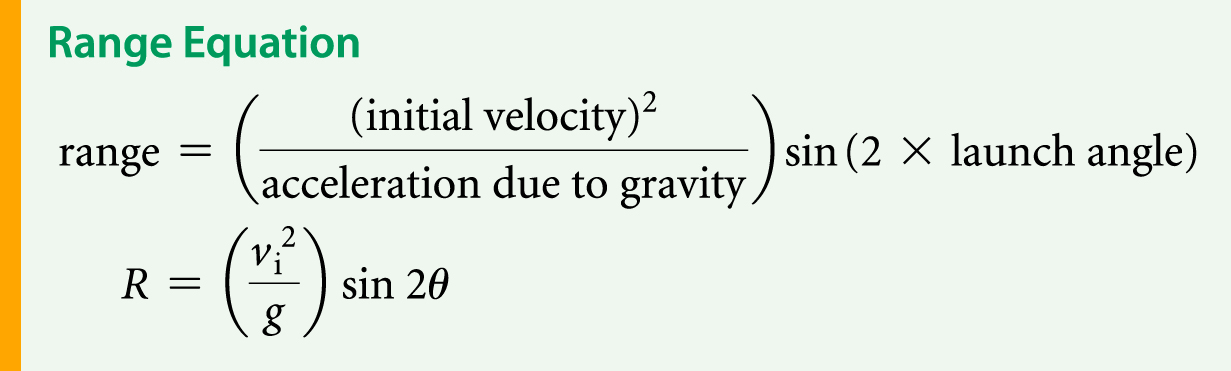 Range Equation
range = ((initial velocity)² / acceleration due to gravity) sin (2 × launch angle)
R = (vᵢ² / g) sin 2θ